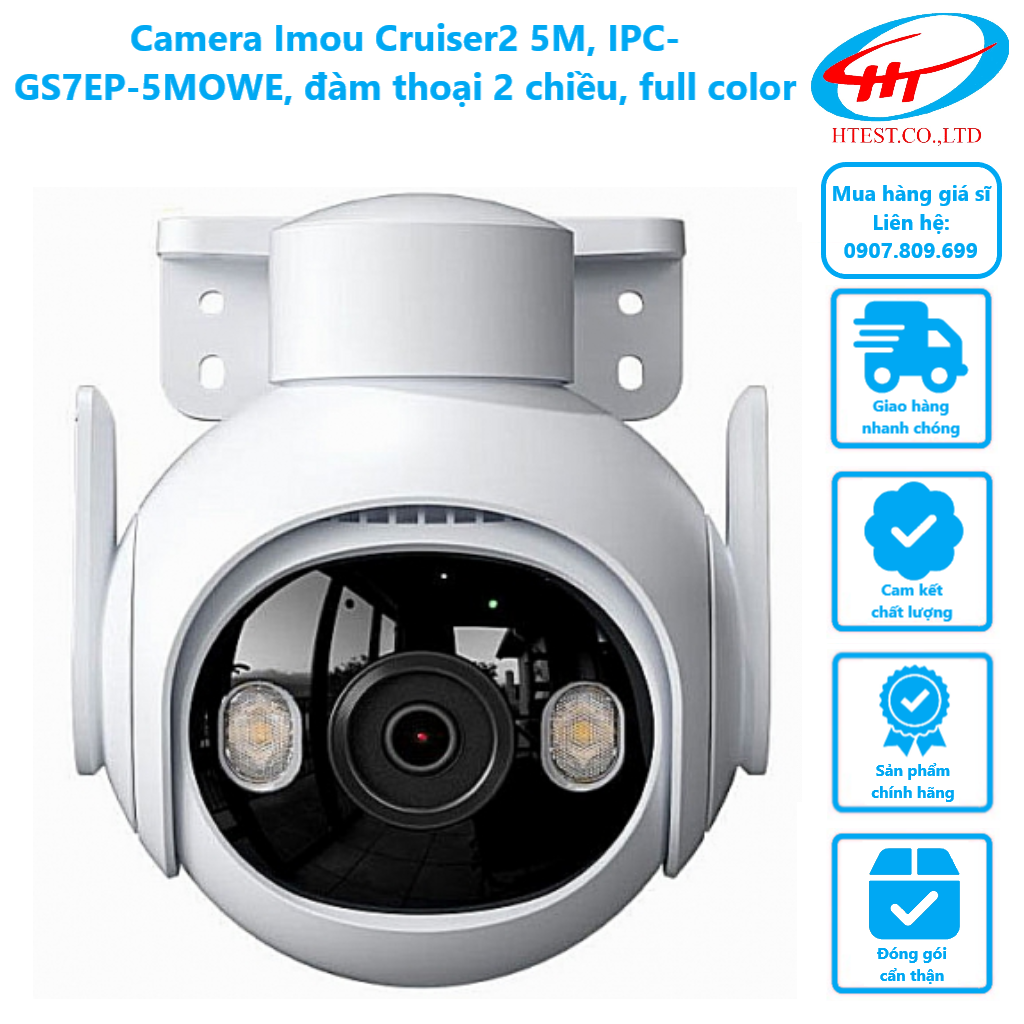 Camera Imou Cruiser2 5M, IPC-
GS7EP-5MOWE, đàm thoại 2 chiều, full color
HT
HTEST.CO.,LTD
Mua hàng giá sĩ
Liên hệ:
0907.809.699
Giao hàng
nhanh chóng
Cam kết
chất lượng
Sản phẩm
chính hãng
Đóng gói
cẩn thận